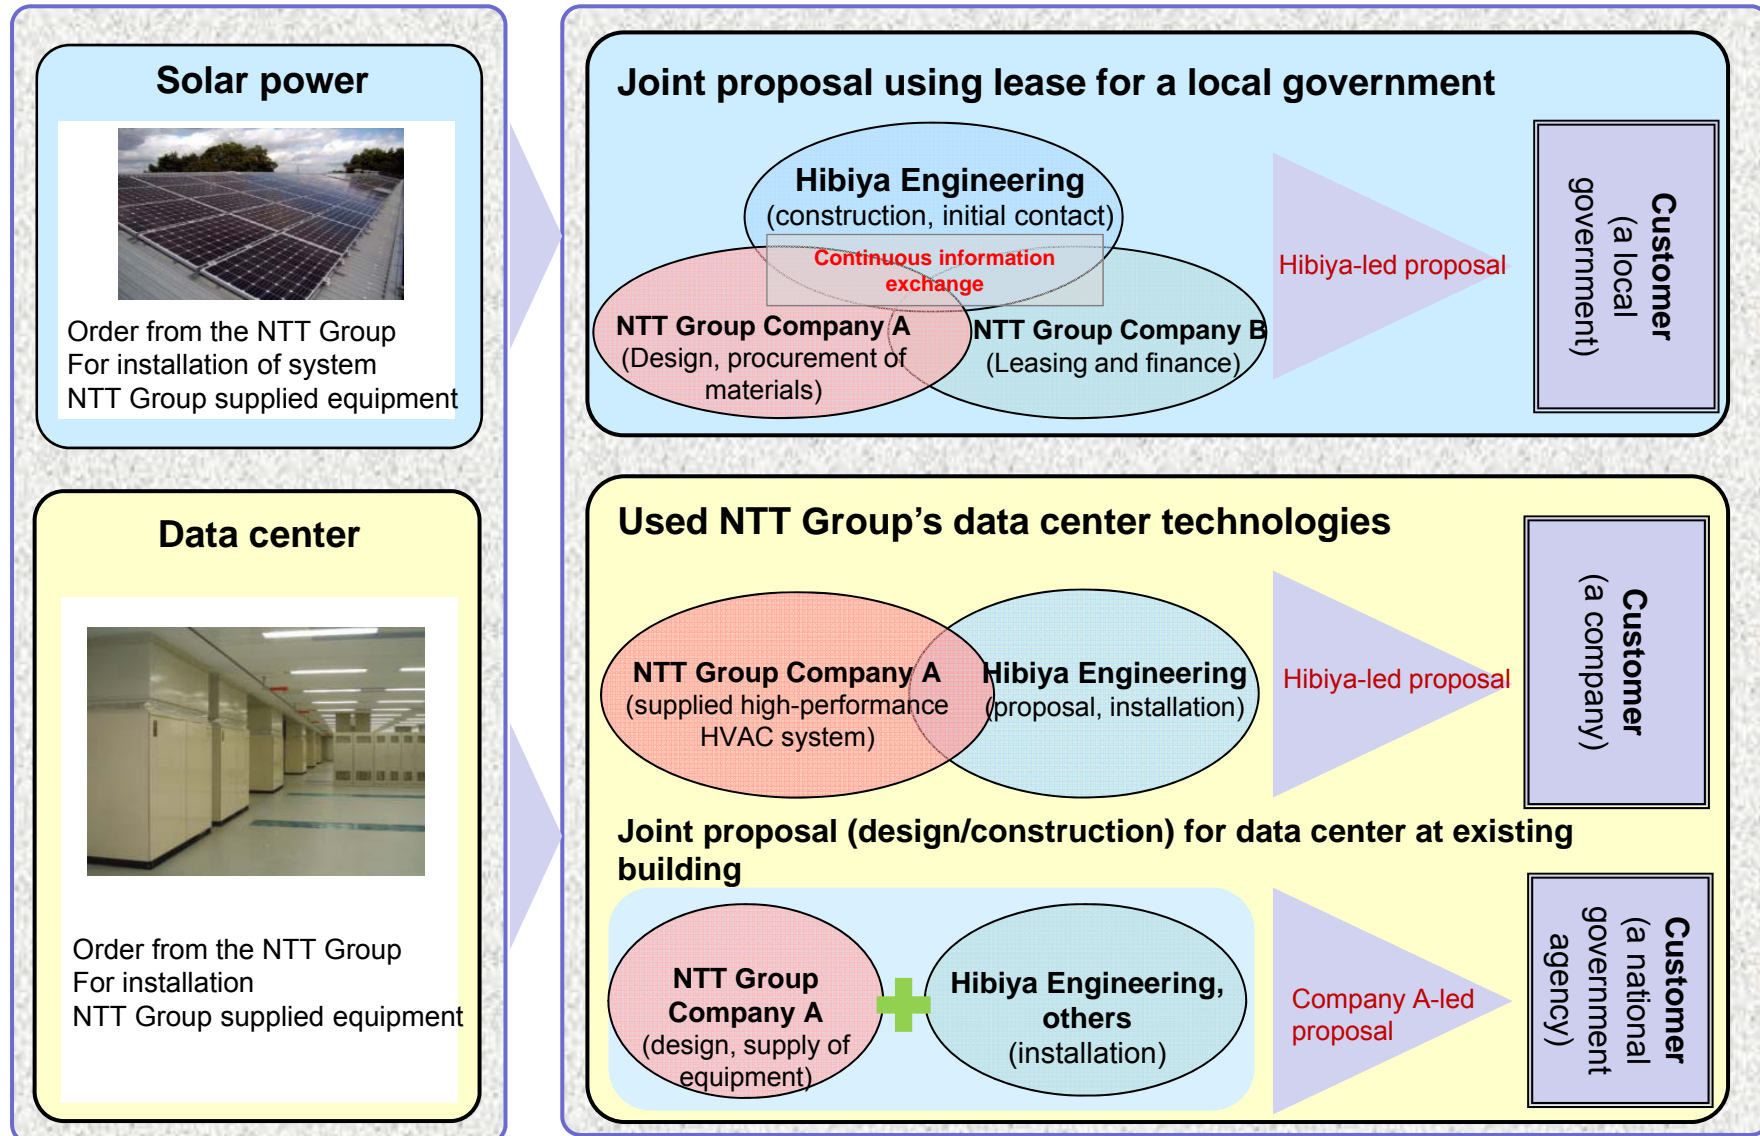 Solar power
Order from the NTT Group
For installation of system
NTT Group supplied equipment
Joint proposal using lease for a local government
Hibiya Engineering
(construction, initial contact)
Continuous information
exchange
NTT Group Company A
(Design, procurement of
materials)
NTT Group Company B
(Leasing and finance)
Hibiya-led proposal
Customer
(a local
government)
Data center
Order from the NTT Group
For installation
NTT Group supplied equipment
Used NTT Group's data center technologies
NTT Group Company A
(supplied high-performance
HVAC system)
Hibiya Engineering
(proposal, installation)
Hibiya-led proposal
Customer
(a company)
Joint proposal (design/construction) for data center at existing
building
NTT Group
Company A
(design, supply of
equipment)
Hibiya Engineering,
others
(installation)
Company A-led
proposal
Customer
(a national
government
agency)